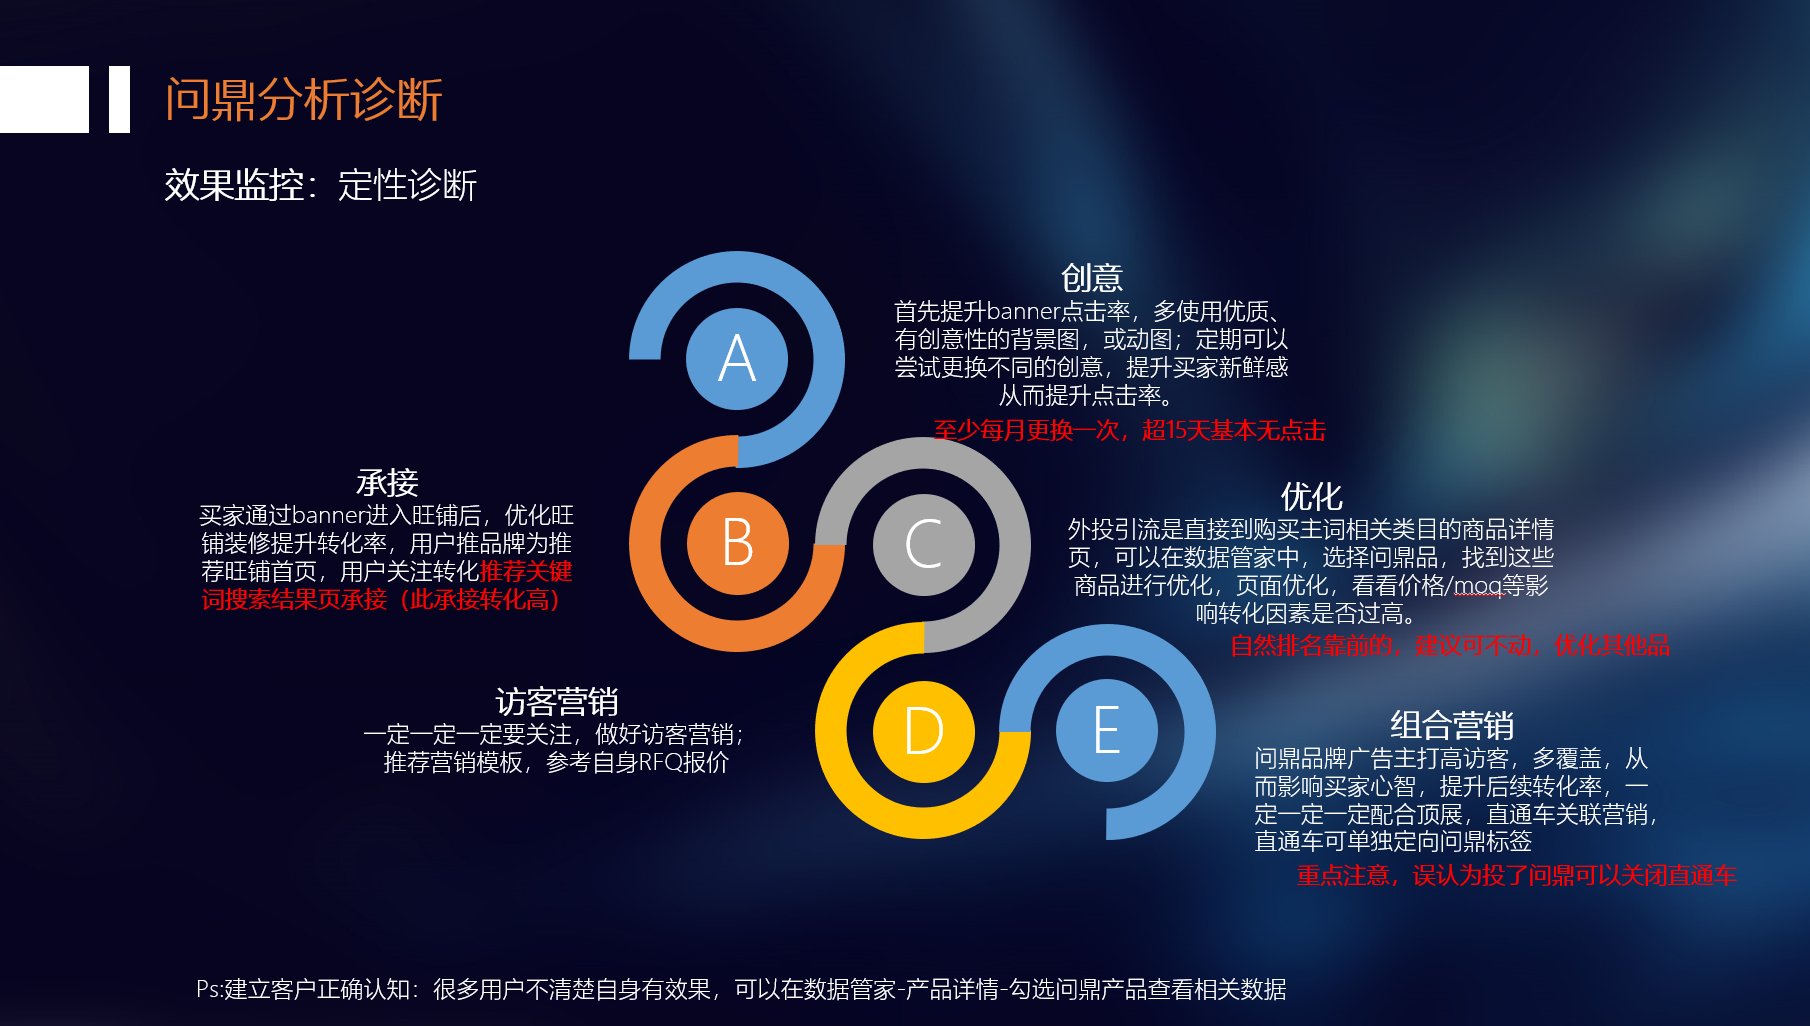 问鼎分析诊断
效果监控：定性诊断
A
创意
首先提升banner点击率，多使用优质、
有创意性的背景图，或动图；定期可以
尝试更换不同的创意，提升买家新鲜感
从而提升点击率。
至少每月更换一次，超15天基本无点击
承接
买家通过banner进入旺铺后，优化旺
铺装修提升转化率，用户推品牌为推
荐旺铺首页，用户关注转化推荐关键
词搜索结果页承接（此承接转化高）
B
C
优化
外投引流是直接到购买主词相关类目的商品详情
页，可以在数据管家中，选择问鼎品，找到这些
商品进行优化，页面优化，看看价格/moq等影
响转化因素是否过高。
自然排名靠前的，建议可不动，优化其他品
访客营销
一定一定一定要关注，做好访客营销；
推荐营销模板，参考自身RFQ报价
D
E
组合营销
问鼎品牌广告主打高访客，多覆盖，从
而影响买家心智，提升后续转化率，一
定一定一定配合顶展，直通车关联营销，
直通车可单独定向问鼎标签
重点注意，误认为投了问鼎可以关闭直通车
Ps:建立客户正确认知：很多用户不清楚自身有效果，可以在数据管家-产品详情-勾选问鼎产品查看相关数据